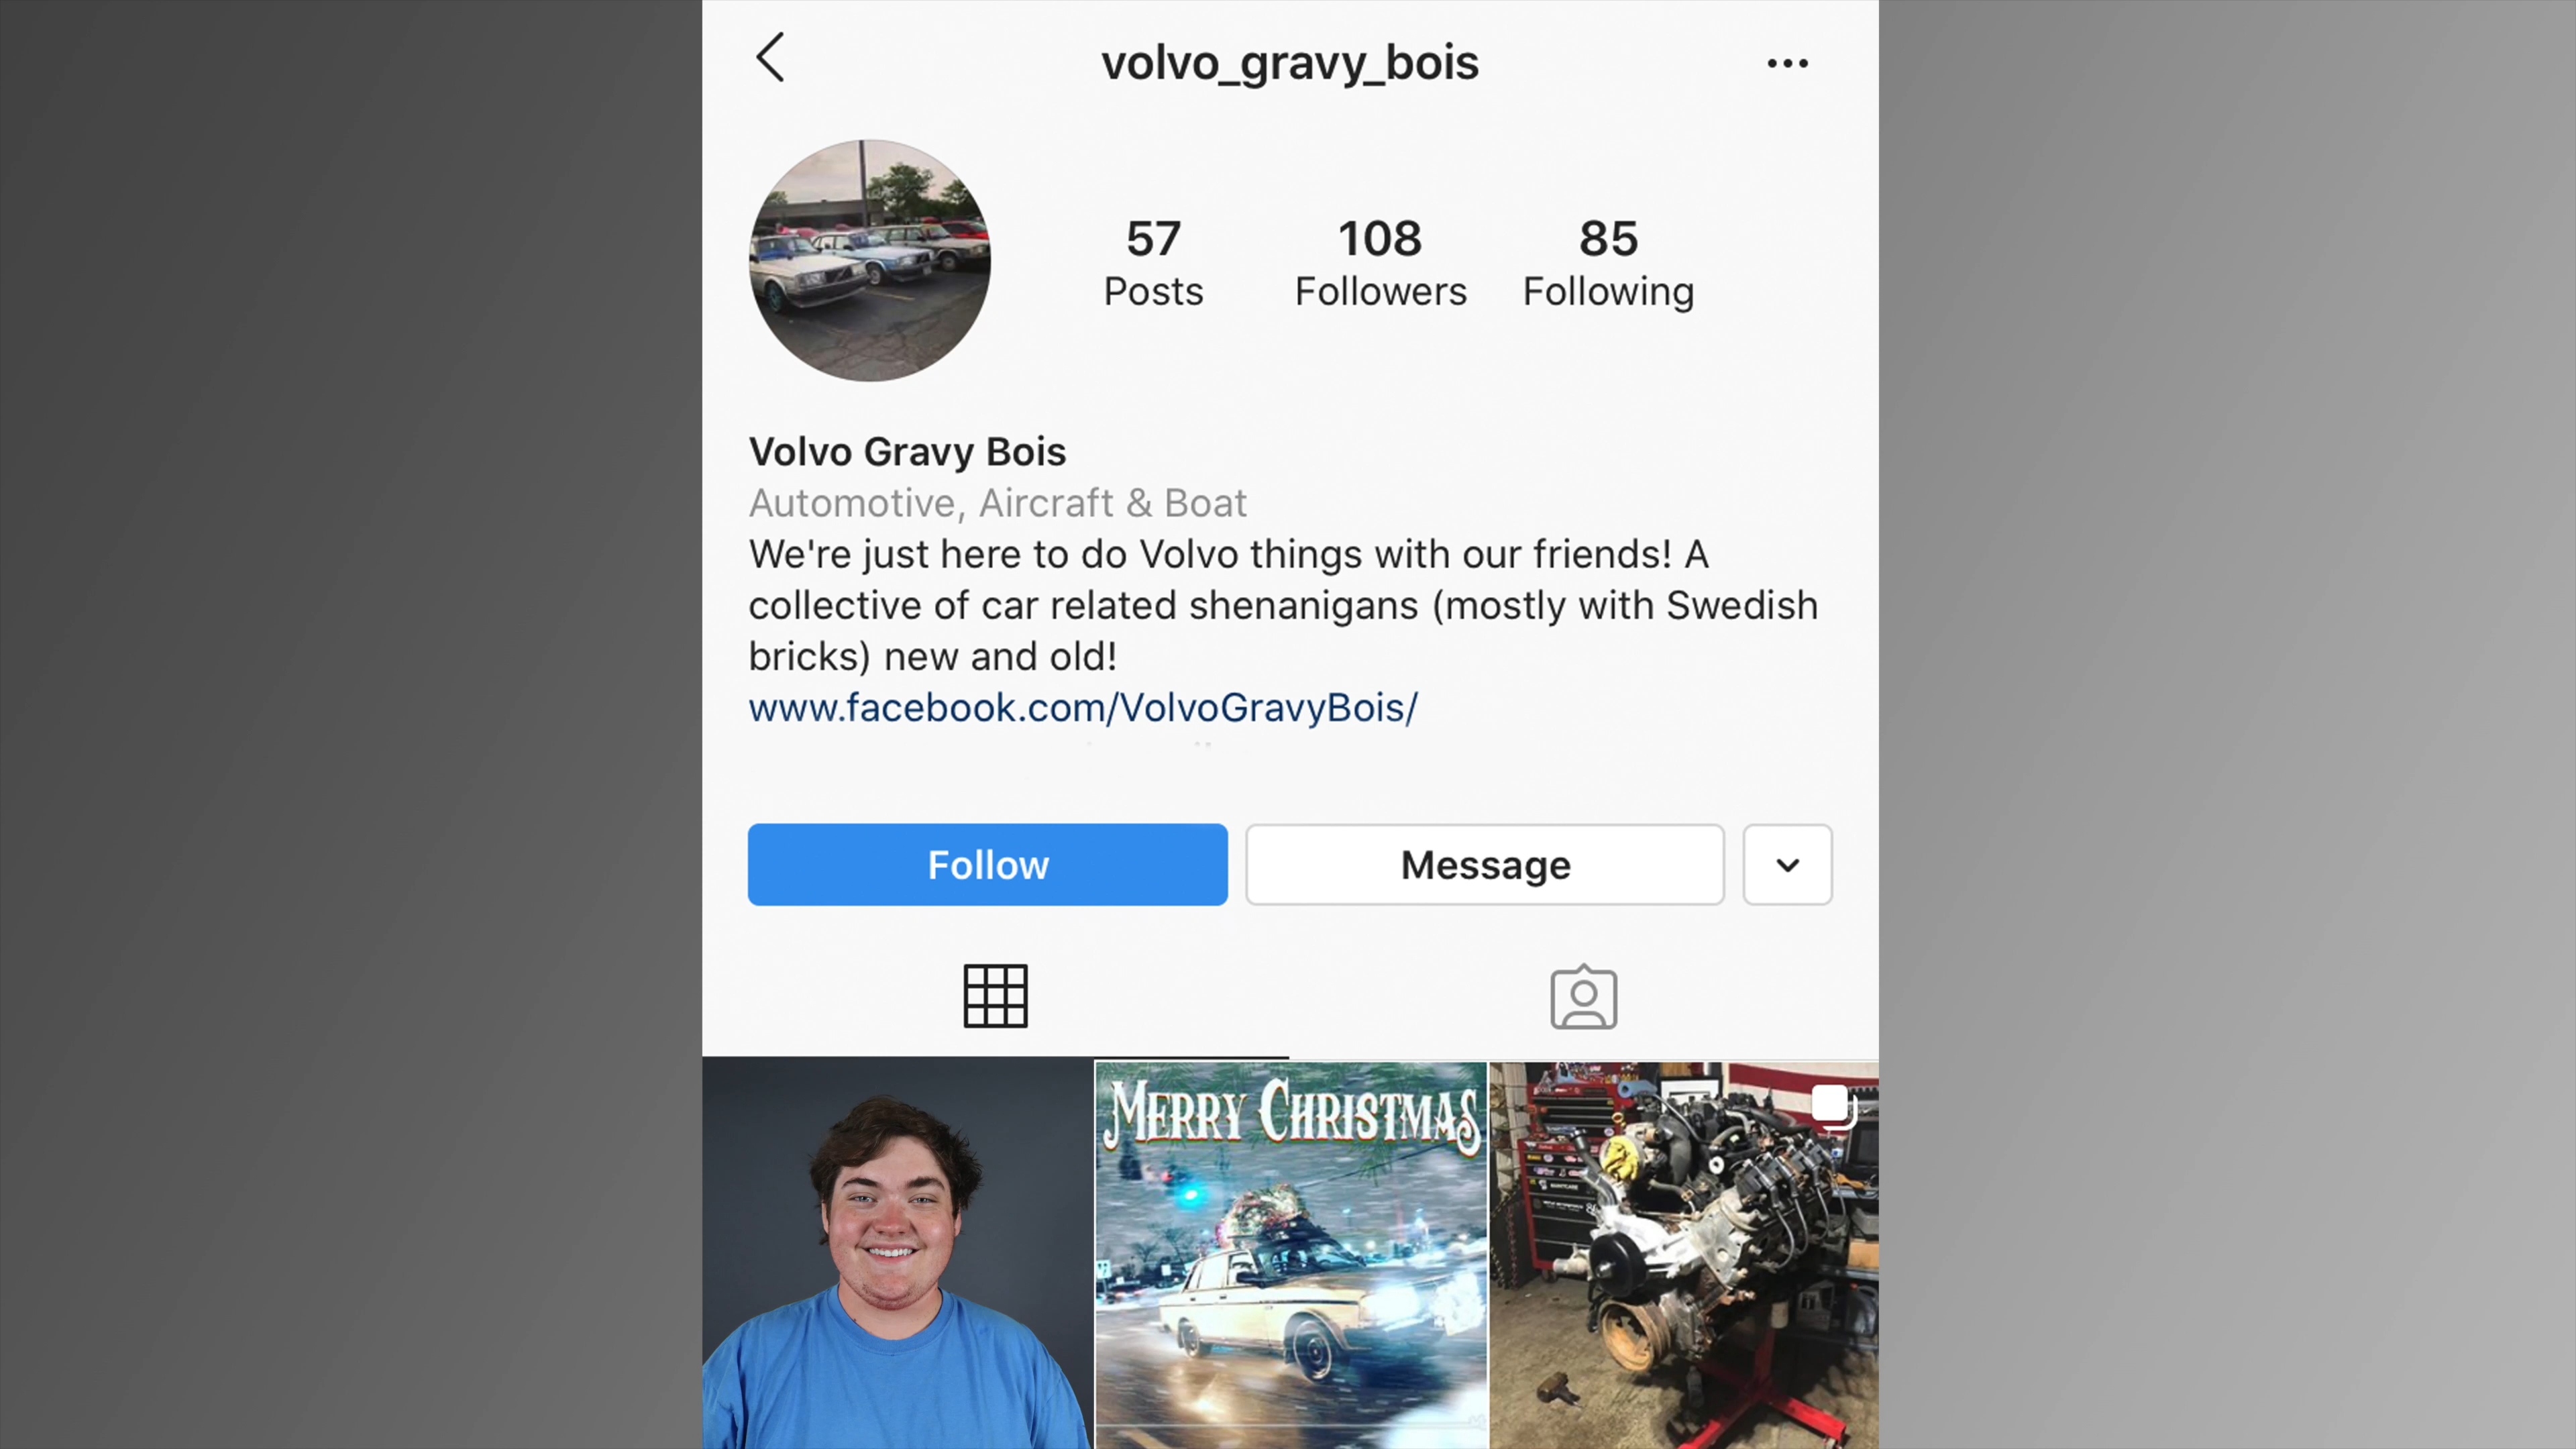 volvo_gravy_bois
57
Posts
108
Followers
85
Following
Volvo Gravy Bois
Automotive, Aircraft & Boat
We're just here to do Volvo things with our friends! A
collective of car related shenanigans (mostly with Swedish
bricks) new and old!
www.facebook.com/VolvoGravyBois/
Follow
Message
MERRY CHRISTMAS